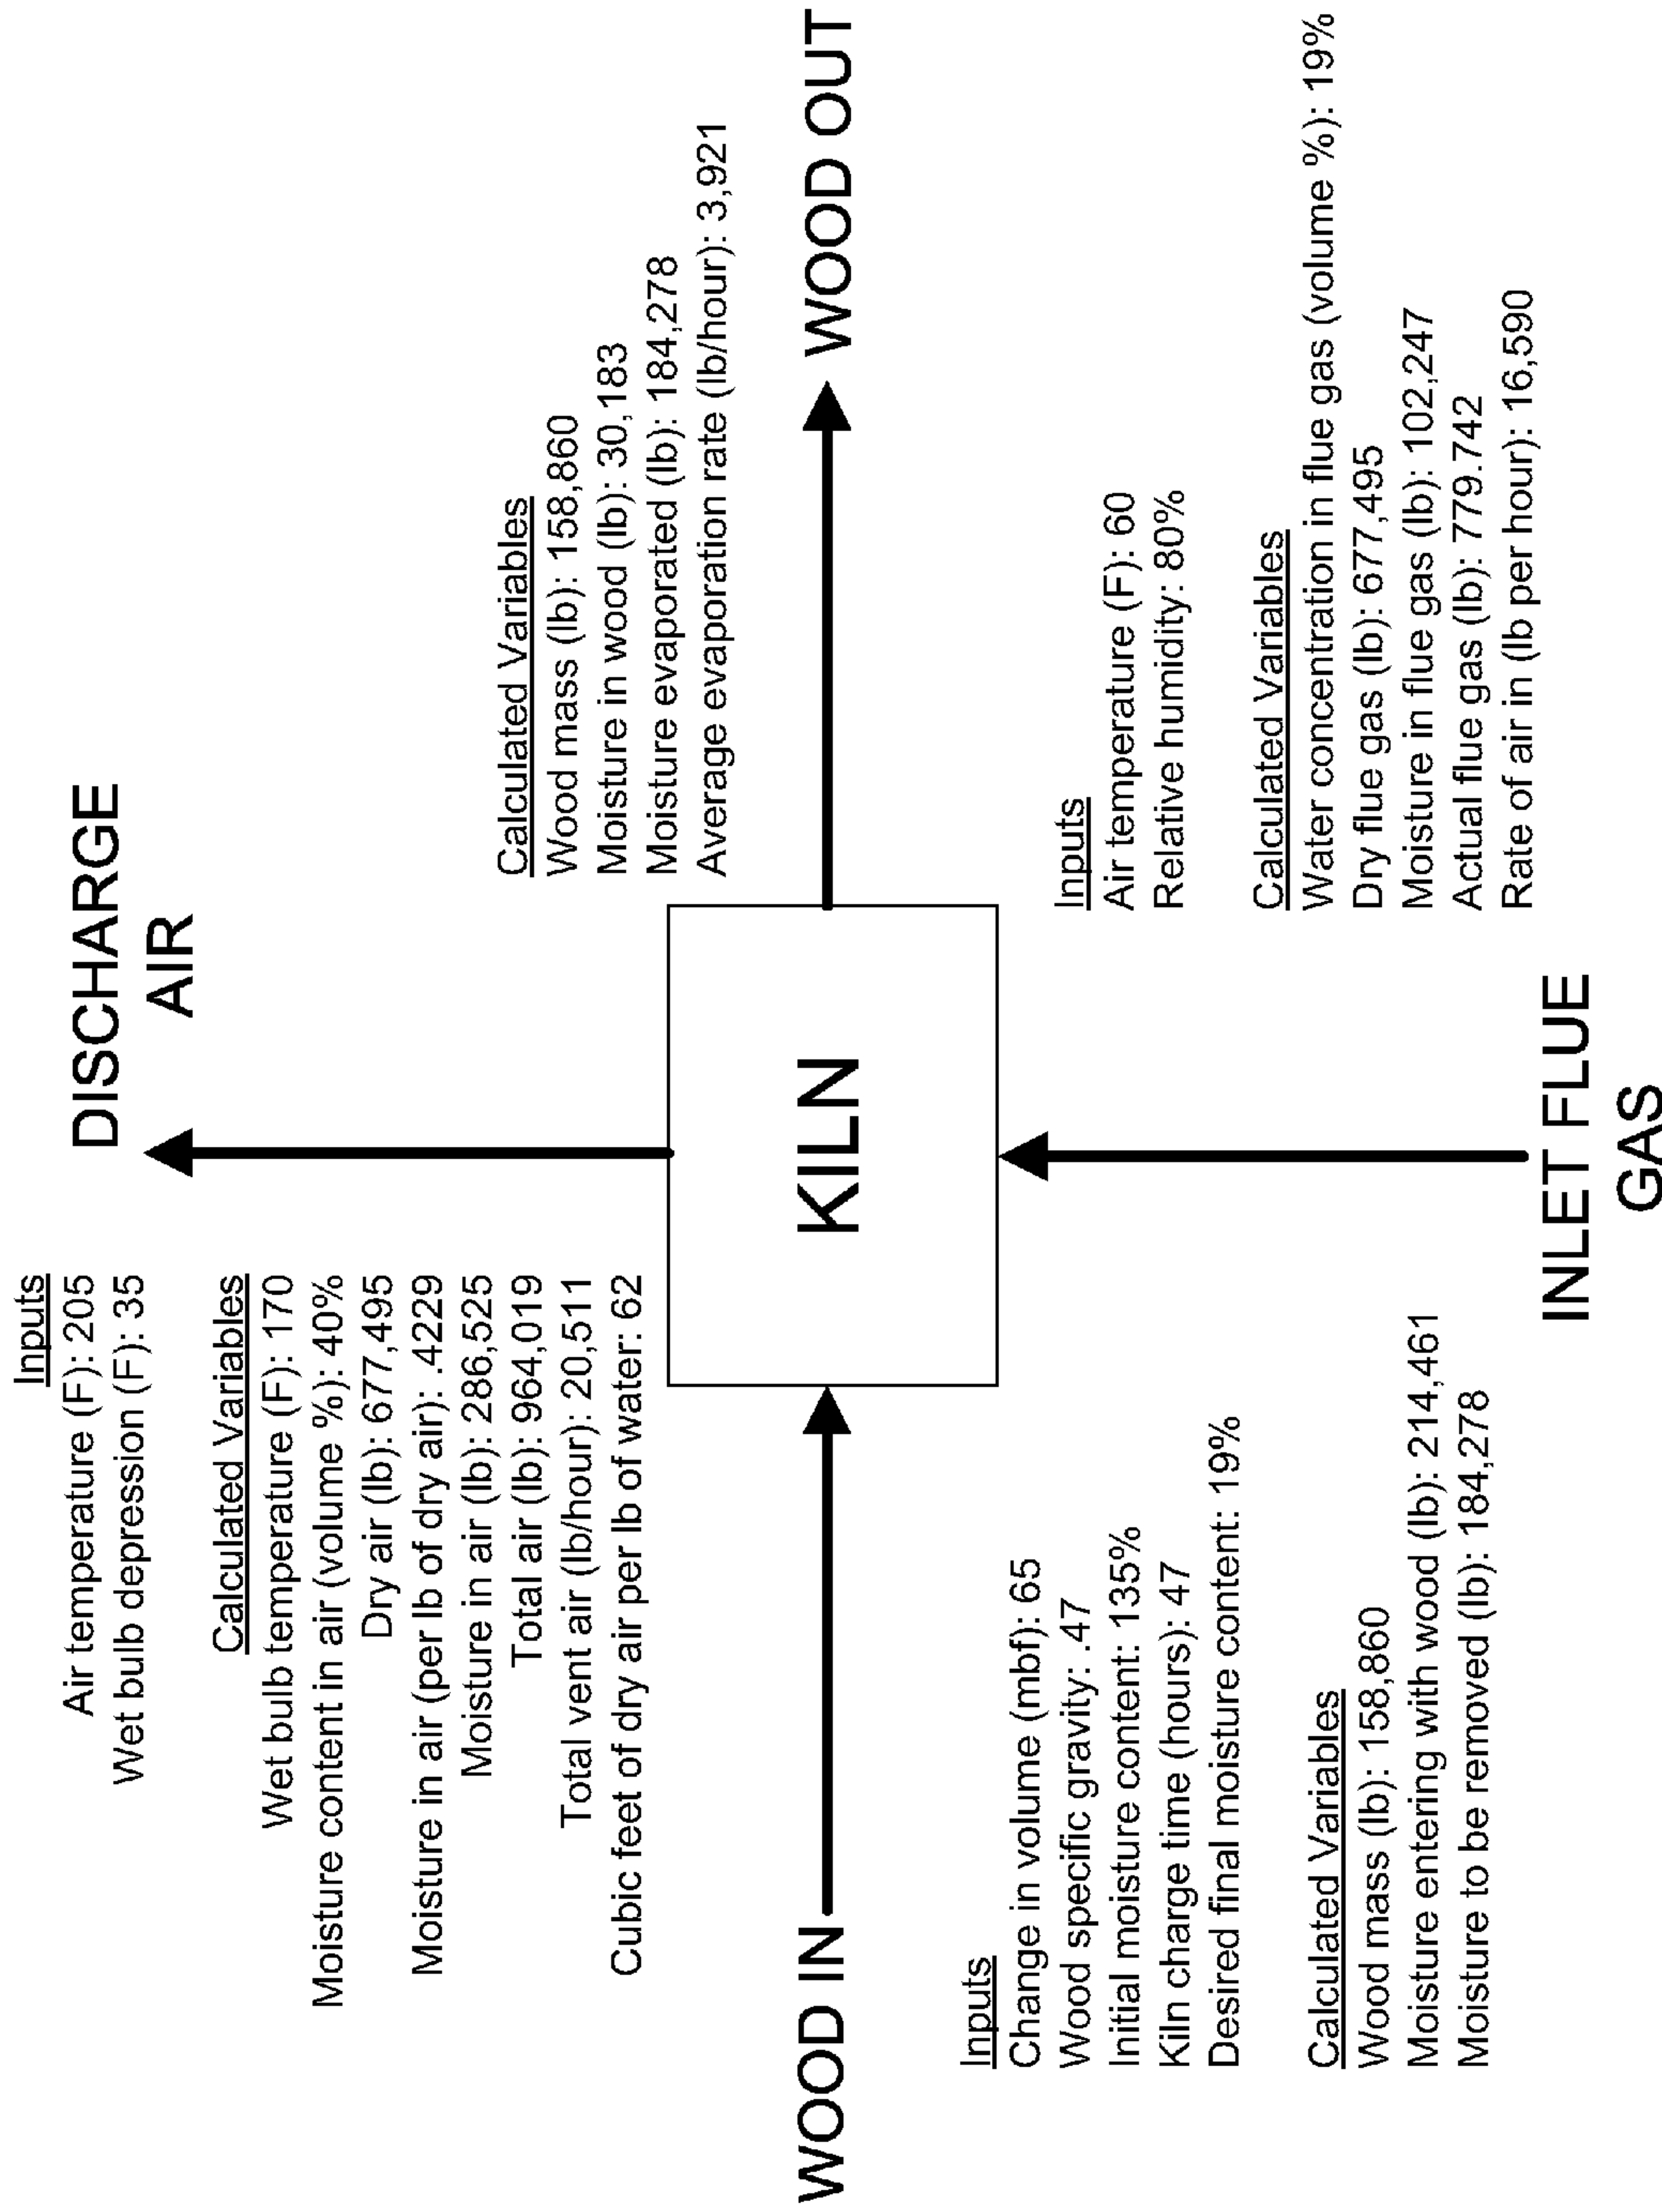 DISCHARGE
AIR
Inputs
Air temperature (F): 205
Wet bulb depression (F): 35
Calculated Variables
Wet bulb temperature (F): 170
Moisture content in air (volume %): 40%
Dry air (lb): 677,495
Moisture in air (per lb of dry air): .4229
Moisture in air (lb): 286,525
Total air (lb): 964,019
Total vent air (lb/hour): 20,511
Cubic feet of dry air per lb of water: 62
Calculated Variables
Wood mass (lb): 158,860
Moisture in wood (lb): 30,183
Moisture evaporated (lb): 184,278
Average evaporation rate (lb/hour): 3,921
WOOD IN
KILN
WOOD OUT
Inputs
Change in volume (mbf): 65
Wood specific gravity: .47
Initial moisture content: 135%
Kiln charge time (hours): 47
Desired final moisture content: 19%
Calculated Variables
Wood mass (lb): 158,860
Moisture entering with wood (lb): 214,461
Moisture to be removed (lb): 184,278
Inputs
Air temperature (F): 60
Relative humidity: 80%
Calculated Variables
Water concentration in flue gas (volume %): 19%
Dry flue gas (lb): 677,495
Moisture in flue gas (lb): 102,247
Actual flue gas (lb): 779.742
Rate of air in (lb per hour): 16,590
INLET FLUE
GAS